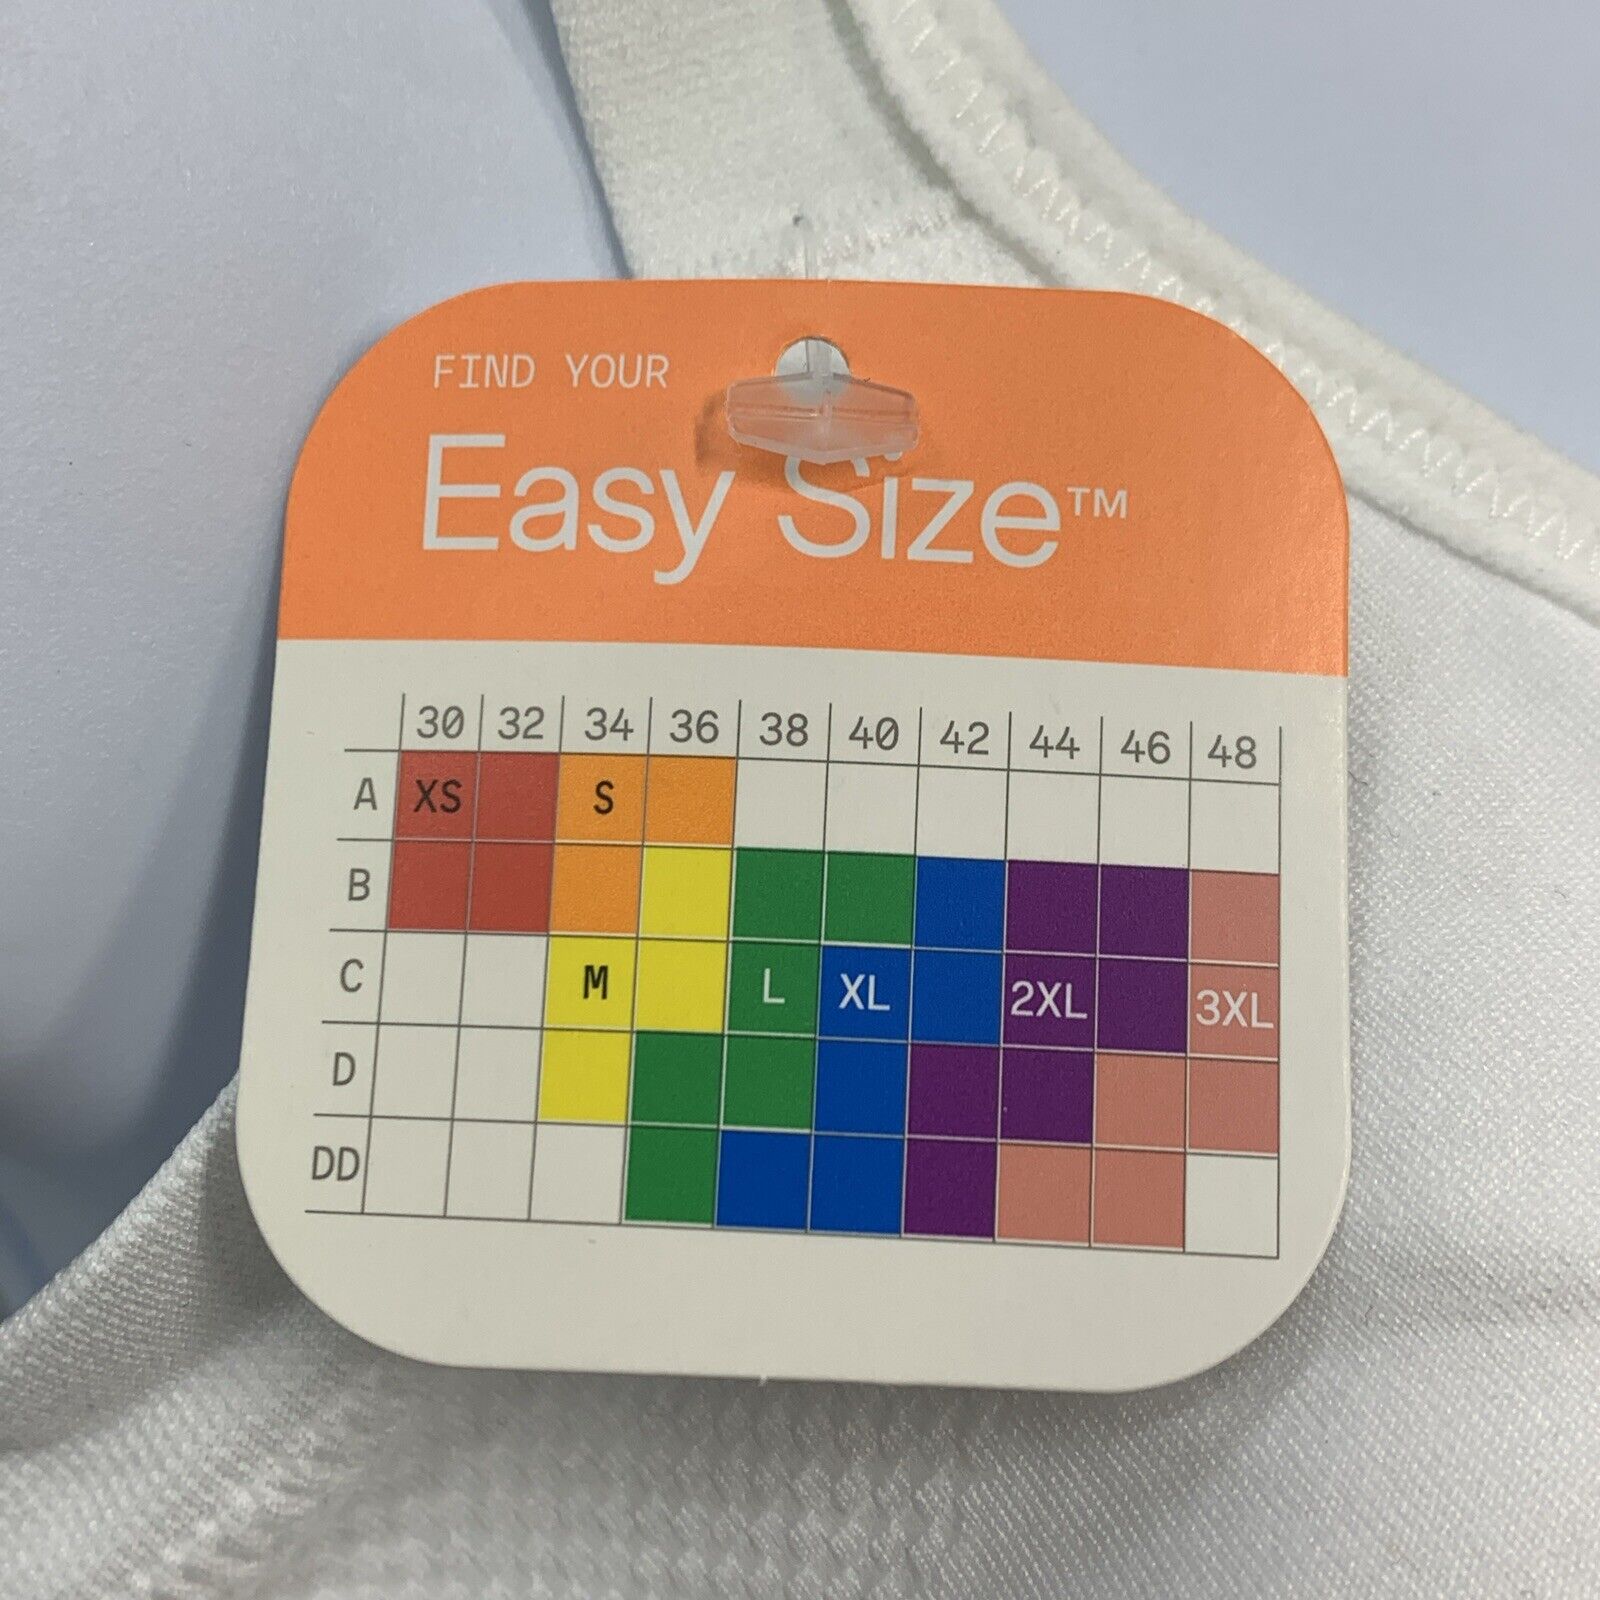 FIND YOUR
Easy Size™
30 32 34 36 38 40 42 44 46 48
A XS S
B
C M L XL 2XL 3XL
D
DD